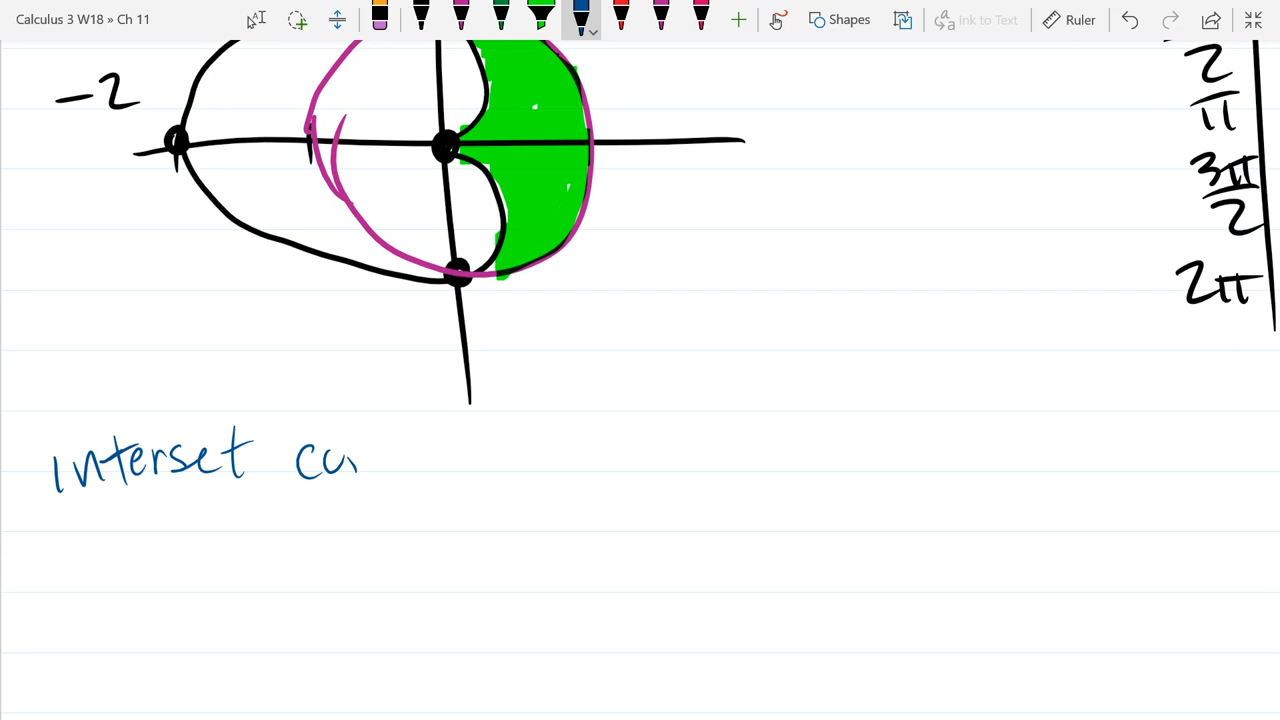 Calculus 3 W18 » Ch 11
Ink to Text
Shapes
Ruler
-2
2
π
3π
2
2π
interset cu